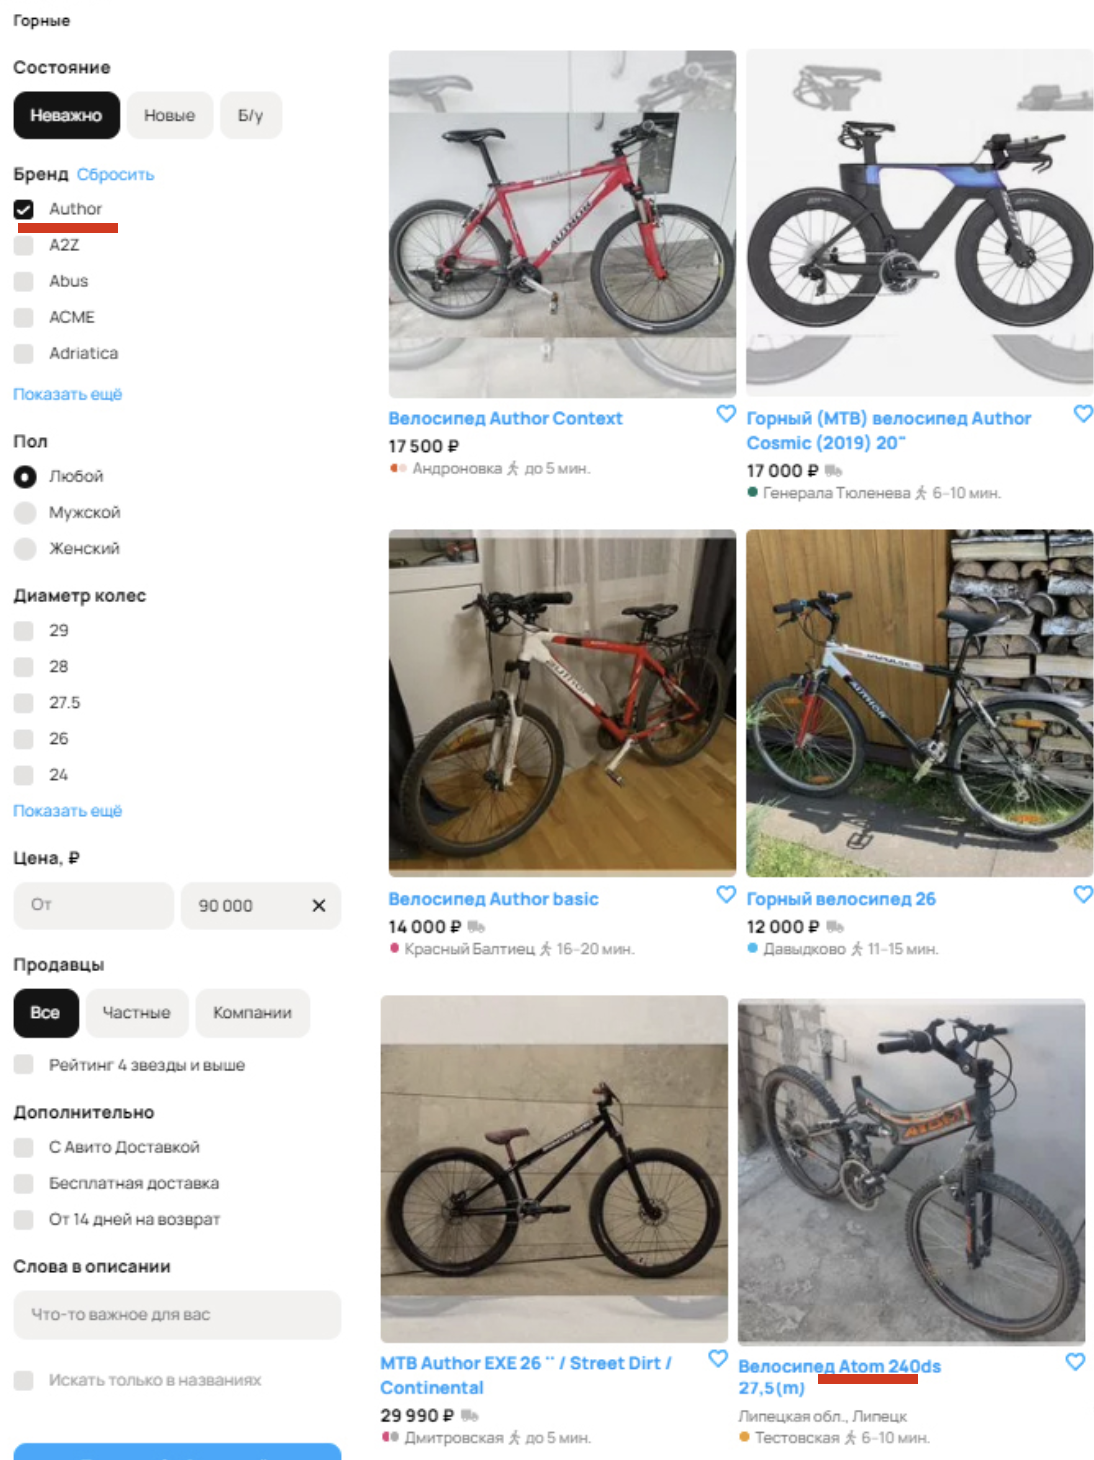 Горные
Состояние
Неважно Новые Б/у
Бренд Сбросить
Author
A2Z
Abus
ACME
Adriatica
Показать ещё
Пол
Любой
Мужской
Женский
Диаметр колес
29
28
27.5
26
24
Показать ещё
Цена, ₽
От 90 000
Продавцы
Все Частные Компании
Рейтинг 4 звезды и выше
Дополнительно
С Авито Доставкой
Бесплатная доставка
От 14 дней на возврат
Слова в описании
Что-то важное для вас
Искать только в названиях
AUTHOR
Велосипед Author Context
17 500 ₽
Андроновка до 5 мин.
Горный (MTB) велосипед Author
Cosmic (2019) 20"
17 000 ₽
Генерала Тюленева 6–10 мин.
AUTHOR
Велосипед Author basic
14 000 ₽
Красный Балтиец 16–20 мин.
AUTHOR
Горный велосипед 26
12 000 ₽
Давыдково 11–15 мин.
MTB Author EXE 26 '' / Street Dirt /
Continental
29 990 ₽
Дмитровская до 5 мин.
ATOM
Велосипед Atom 240ds
27,5(m)
Липецкая обл., Липецк
Тестовская 6–10 мин.